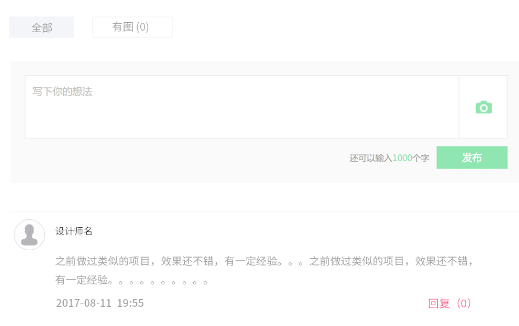 全部
有图 (0)
写下你的想法
还可以输入1000个字
发布
设计师名
之前做过类似的项目，效果还不错，有一定经验。。。之前做过类似的项目，效果还不错，
有一定经验。。。。。。。。。。
2017-08-11 19:55
回复（0）